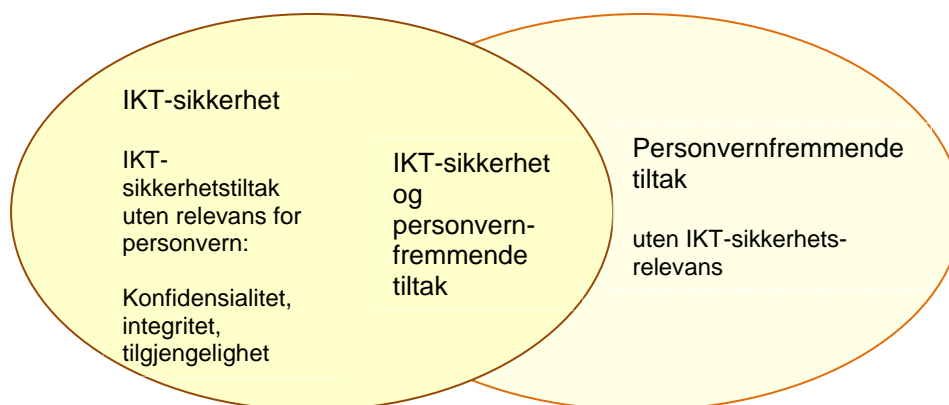 IKT-sikkerhet
IKT-
sikkerhetstiltak
uten relevans for
personvern:
Konfidensialitet,
integritet,
tilgjengelighet
IKT-sikkerhet
og
personvern-
fremmende
tiltak
Personvernfremmende
tiltak
uten IKT-sikkerhets-
relevans